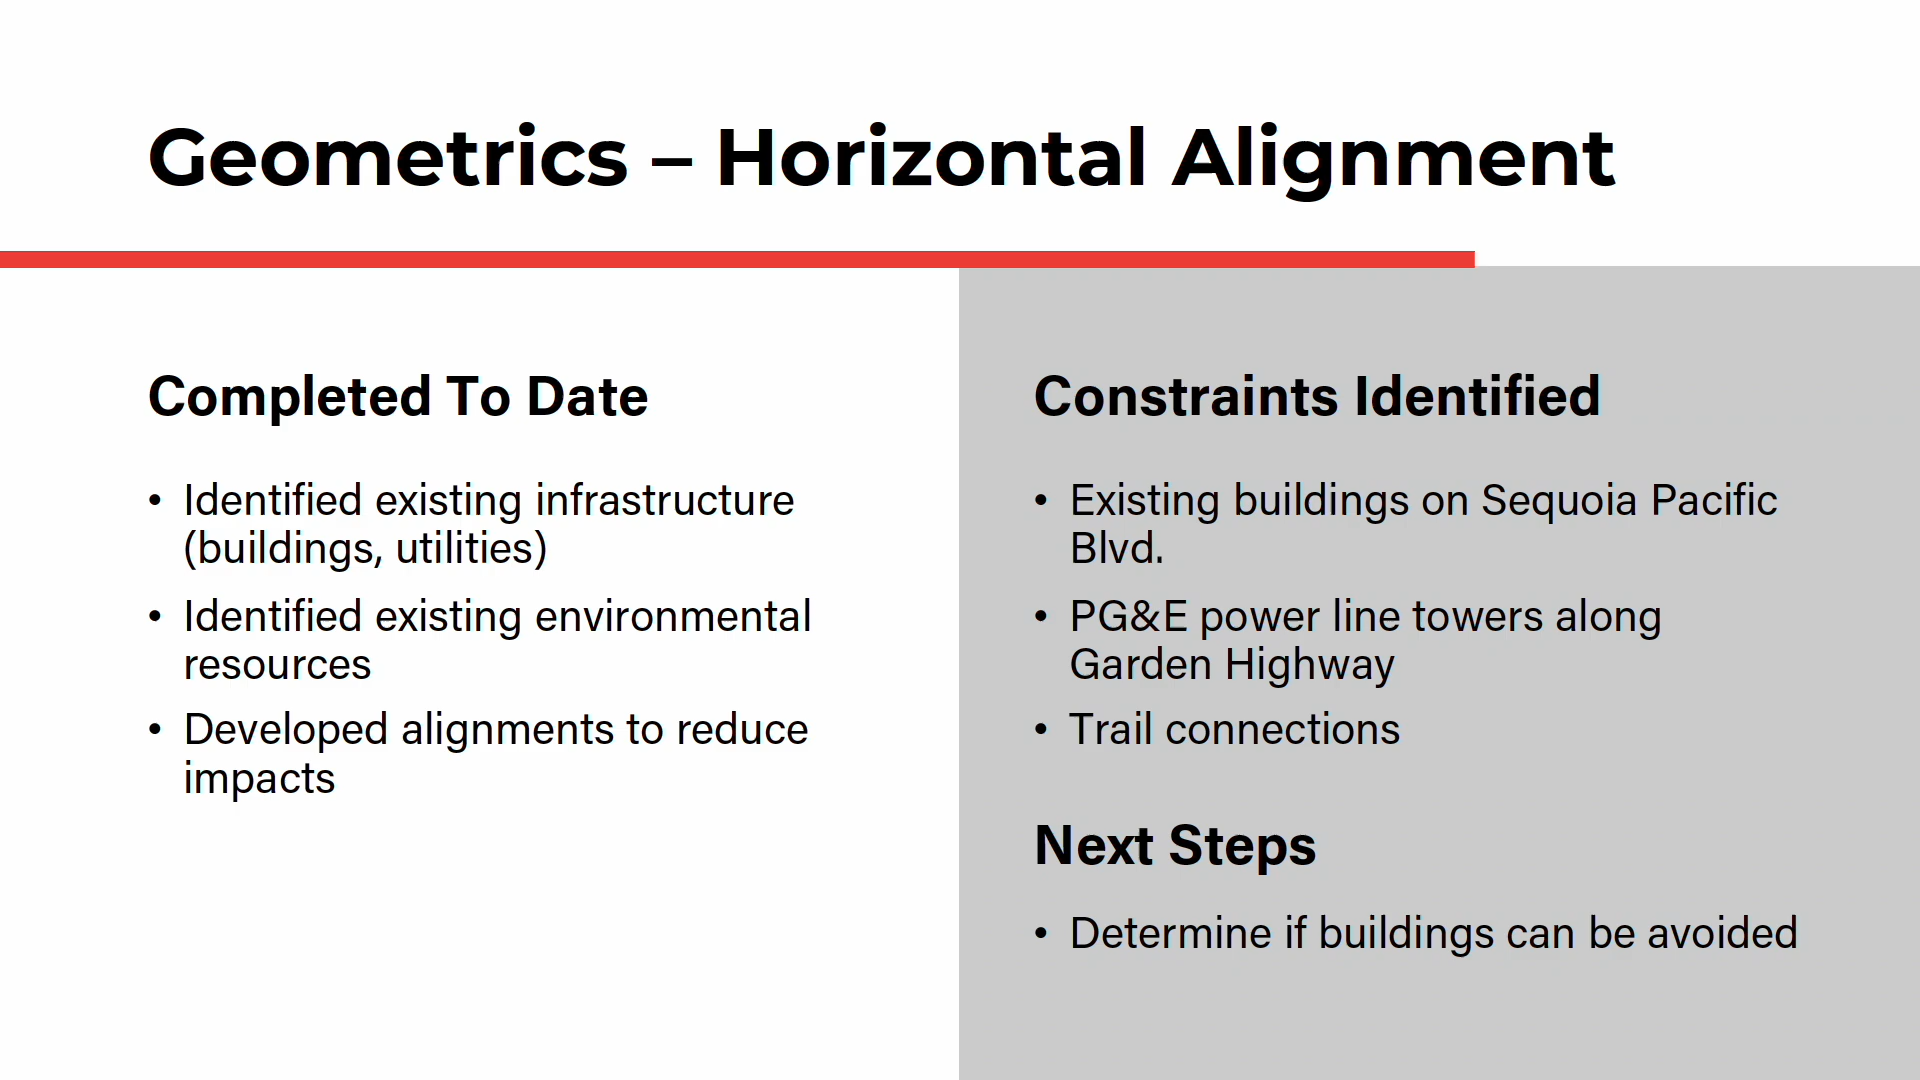 Geometrics – Horizontal Alignment
Completed To Date
• Identified existing infrastructure
(buildings, utilities)
• Identified existing environmental
resources
• Developed alignments to reduce
impacts
Constraints Identified
• Existing buildings on Sequoia Pacific
Blvd.
• PG&E power line towers along
Garden Highway
• Trail connections
Next Steps
• Determine if buildings can be avoided